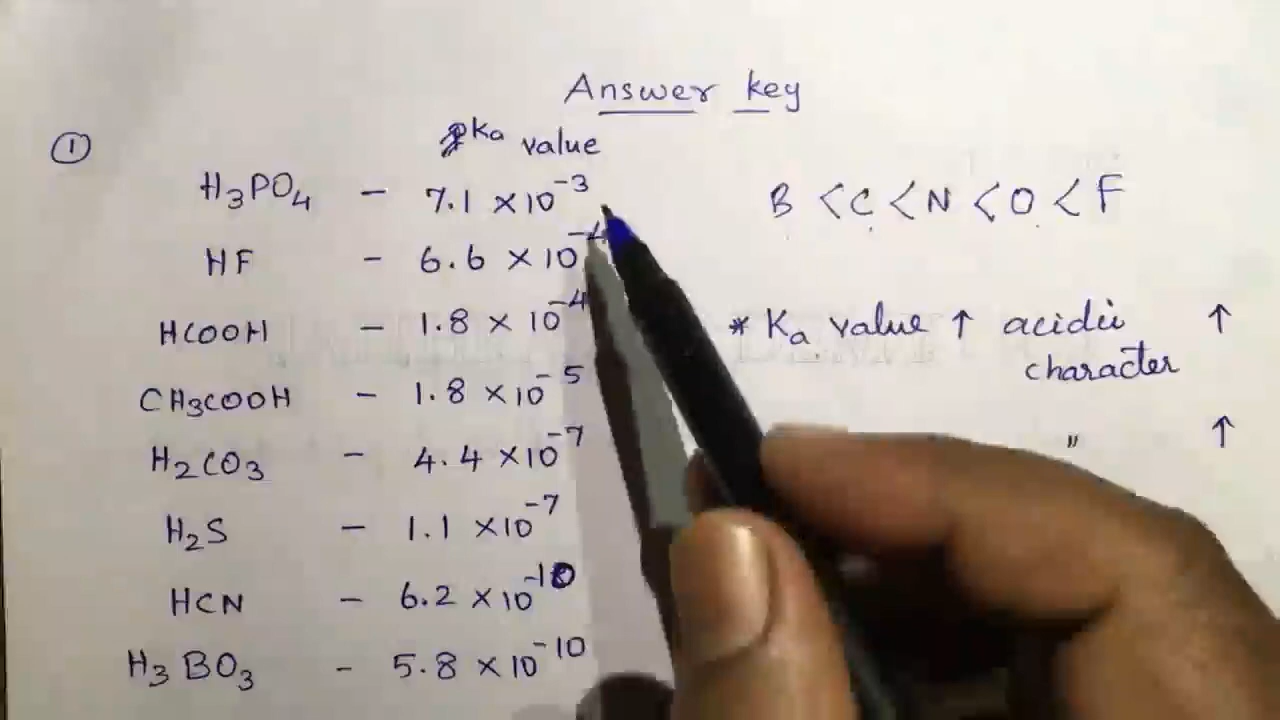 Answer key
① Ka value
H3PO4 - 7.1 × 10^-3
HF - 6.6 × 10^-4
HCOOH - 1.8 × 10^-4
CH3COOH - 1.8 × 10^-5
H2CO3 - 4.4 × 10^-7
H2S - 1.1 × 10^-7
HCN - 6.2 × 10^-10
H3BO3 - 5.8 × 10^-10
B < C < N < O < F
* Ka value ↑ acidic ↑
character
" ↑